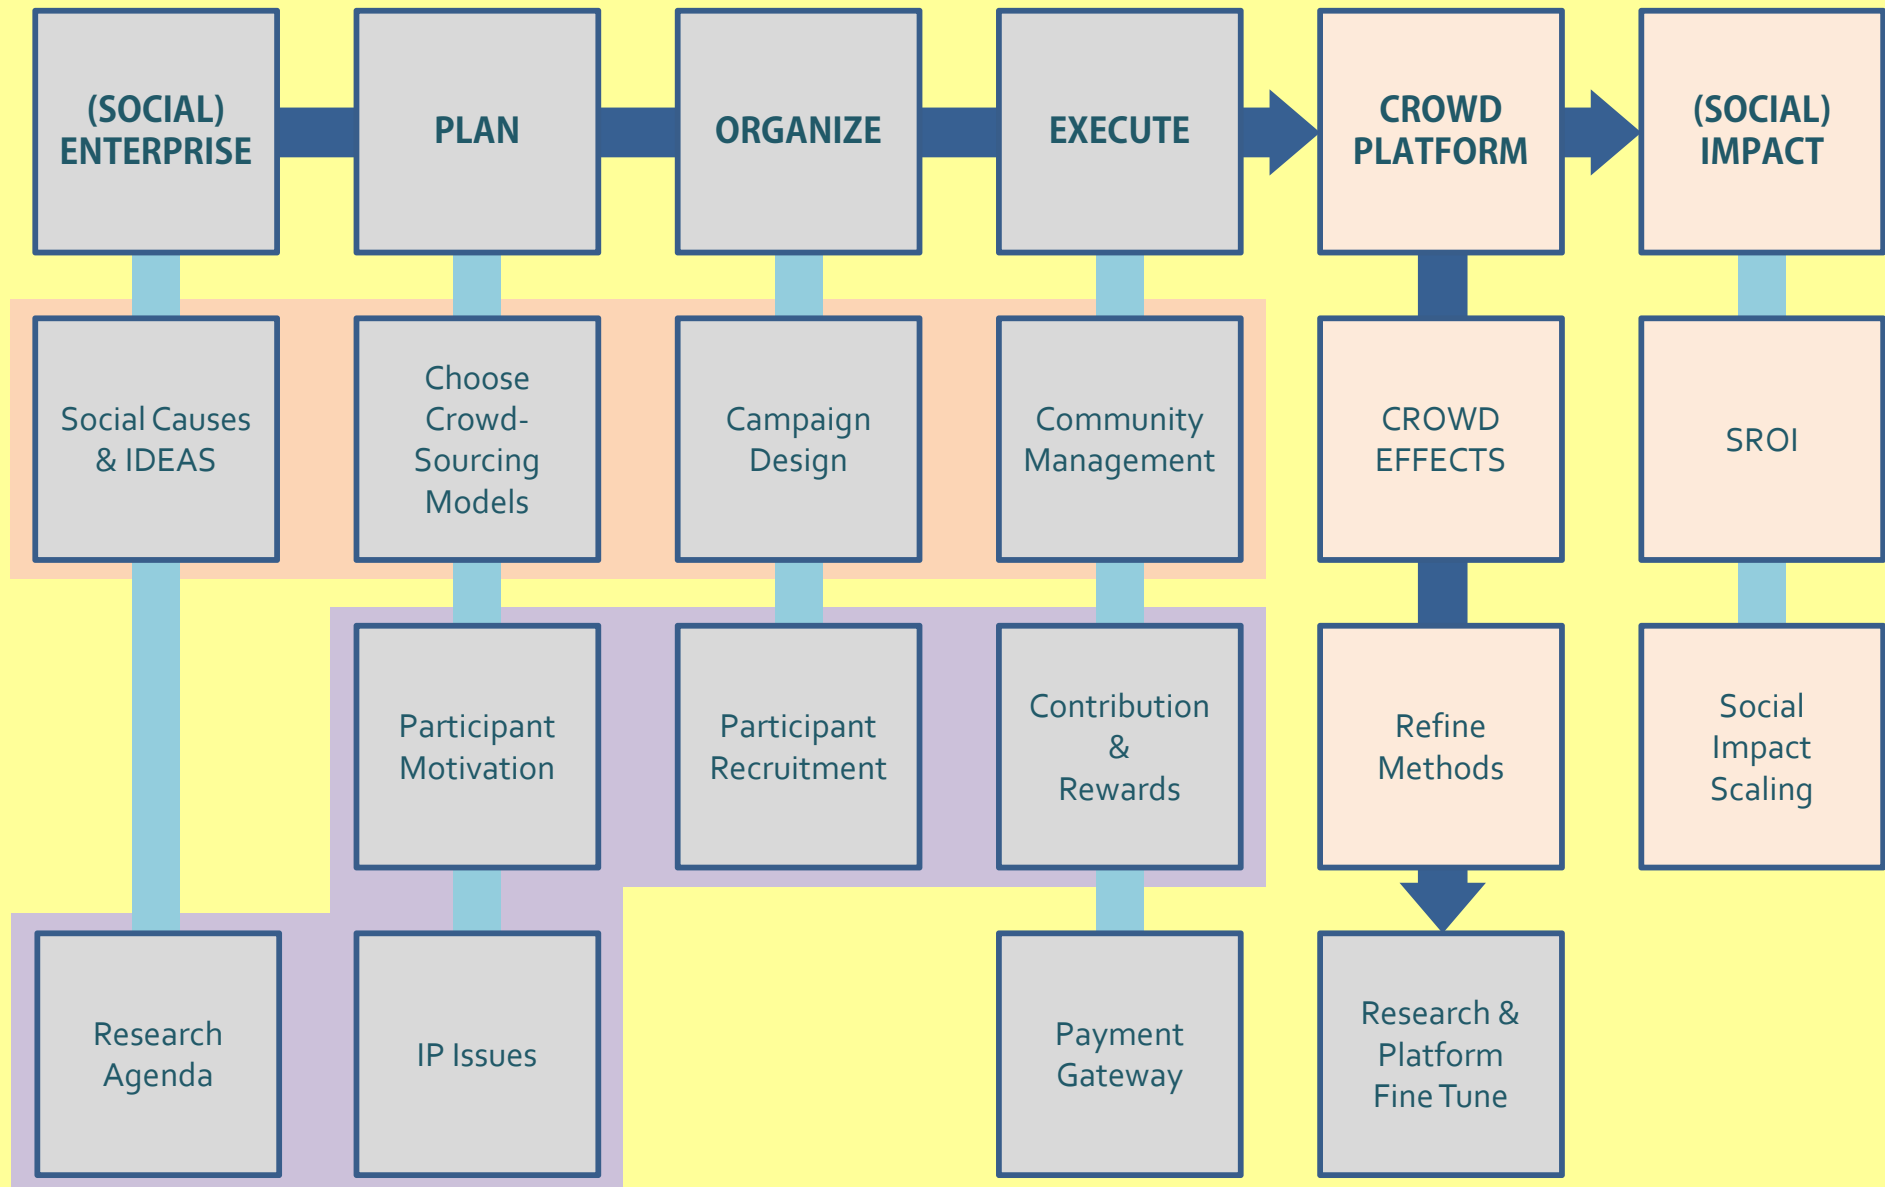 (SOCIAL)
ENTERPRISE
PLAN
ORGANIZE
EXECUTE
CROWD
PLATFORM
(SOCIAL)
IMPACT
Social Causes
& IDEAS
Choose
Crowd-
Sourcing
Models
Campaign
Design
Community
Management
CROWD
EFFECTS
SROI
Participant
Motivation
Participant
Recruitment
Contribution
&
Rewards
Refine
Methods
Social
Impact
Scaling
Research
Agenda
IP Issues
Payment
Gateway
Research &
Platform
Fine Tune